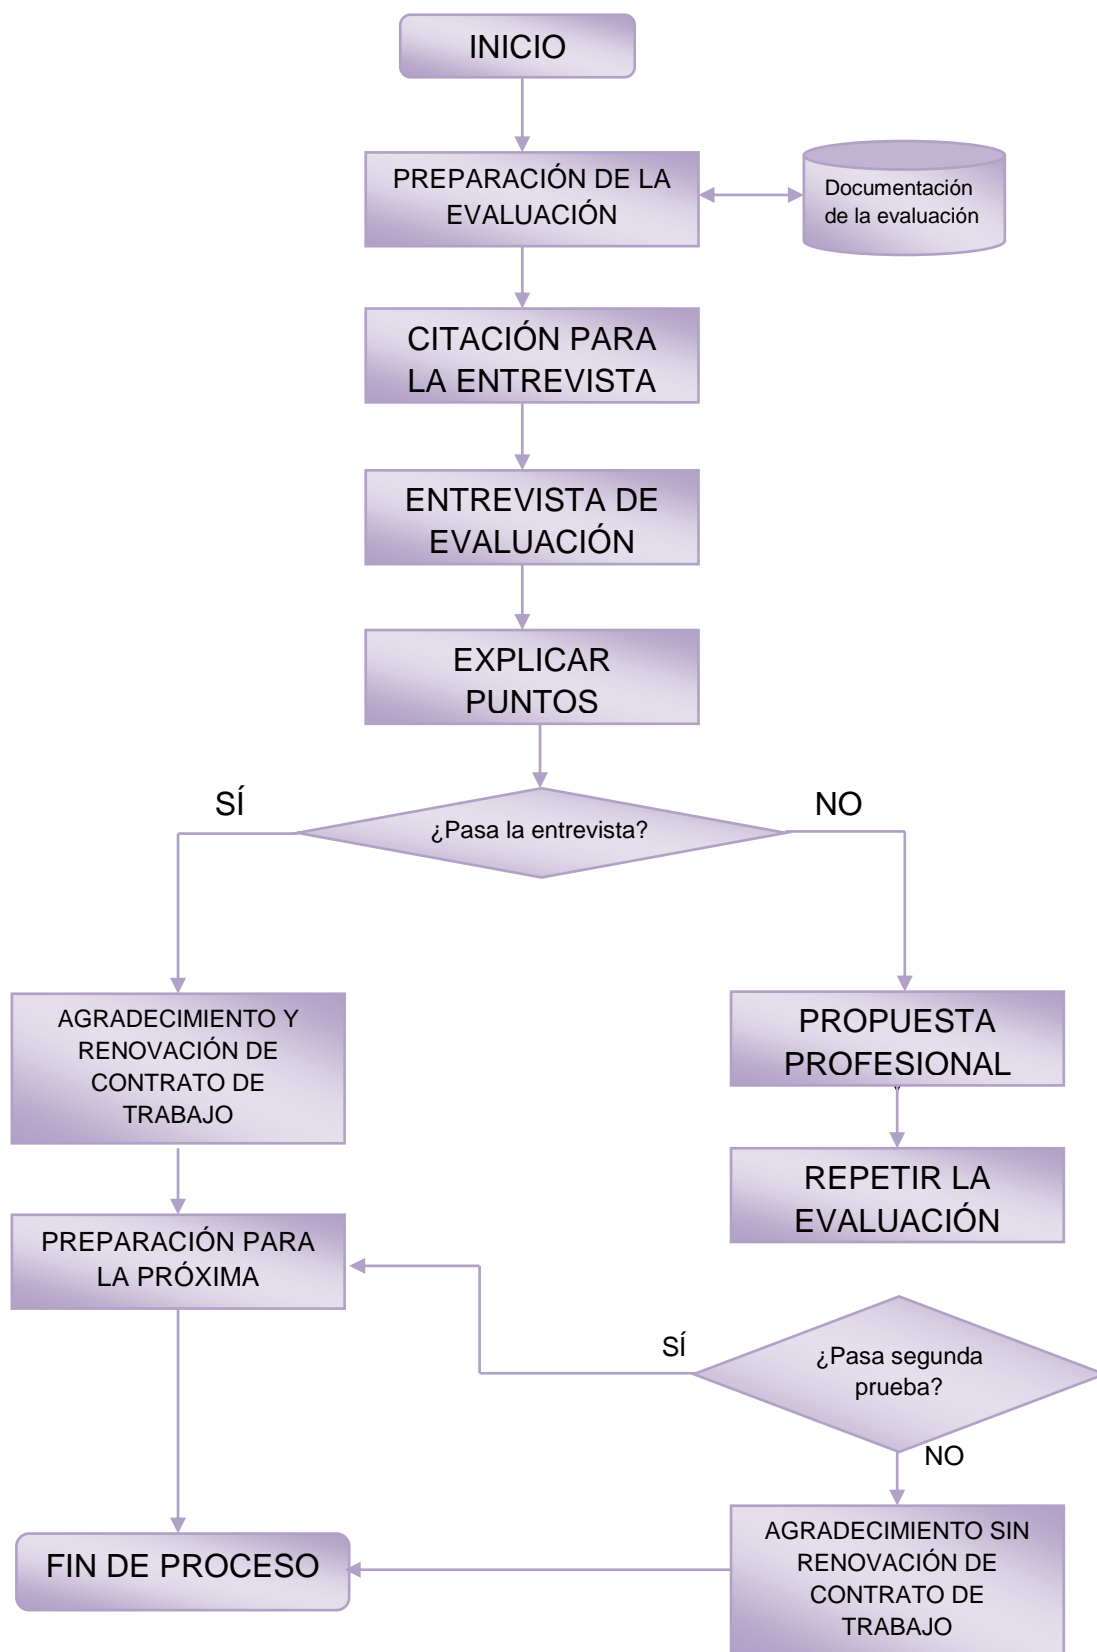 INICIO
PREPARACIÓN DE LA
EVALUACIÓN
Documentación
de la evaluación
CITACIÓN PARA
LA ENTREVISTA
ENTREVISTA DE
EVALUACIÓN
EXPLICAR
PUNTOS
SÍ
NO
¿Pasa la entrevista?
AGRADECIMIENTO Y
RENOVACIÓN DE
CONTRATO DE
TRABAJO
PROPUESTA
PROFESIONAL
REPETIR LA
EVALUACIÓN
PREPARACIÓN PARA
LA PRÓXIMA
SÍ
¿Pasa segunda
prueba?
NO
AGRADECIMIENTO SIN
RENOVACIÓN DE
CONTRATO DE
TRABAJO
FIN DE PROCESO